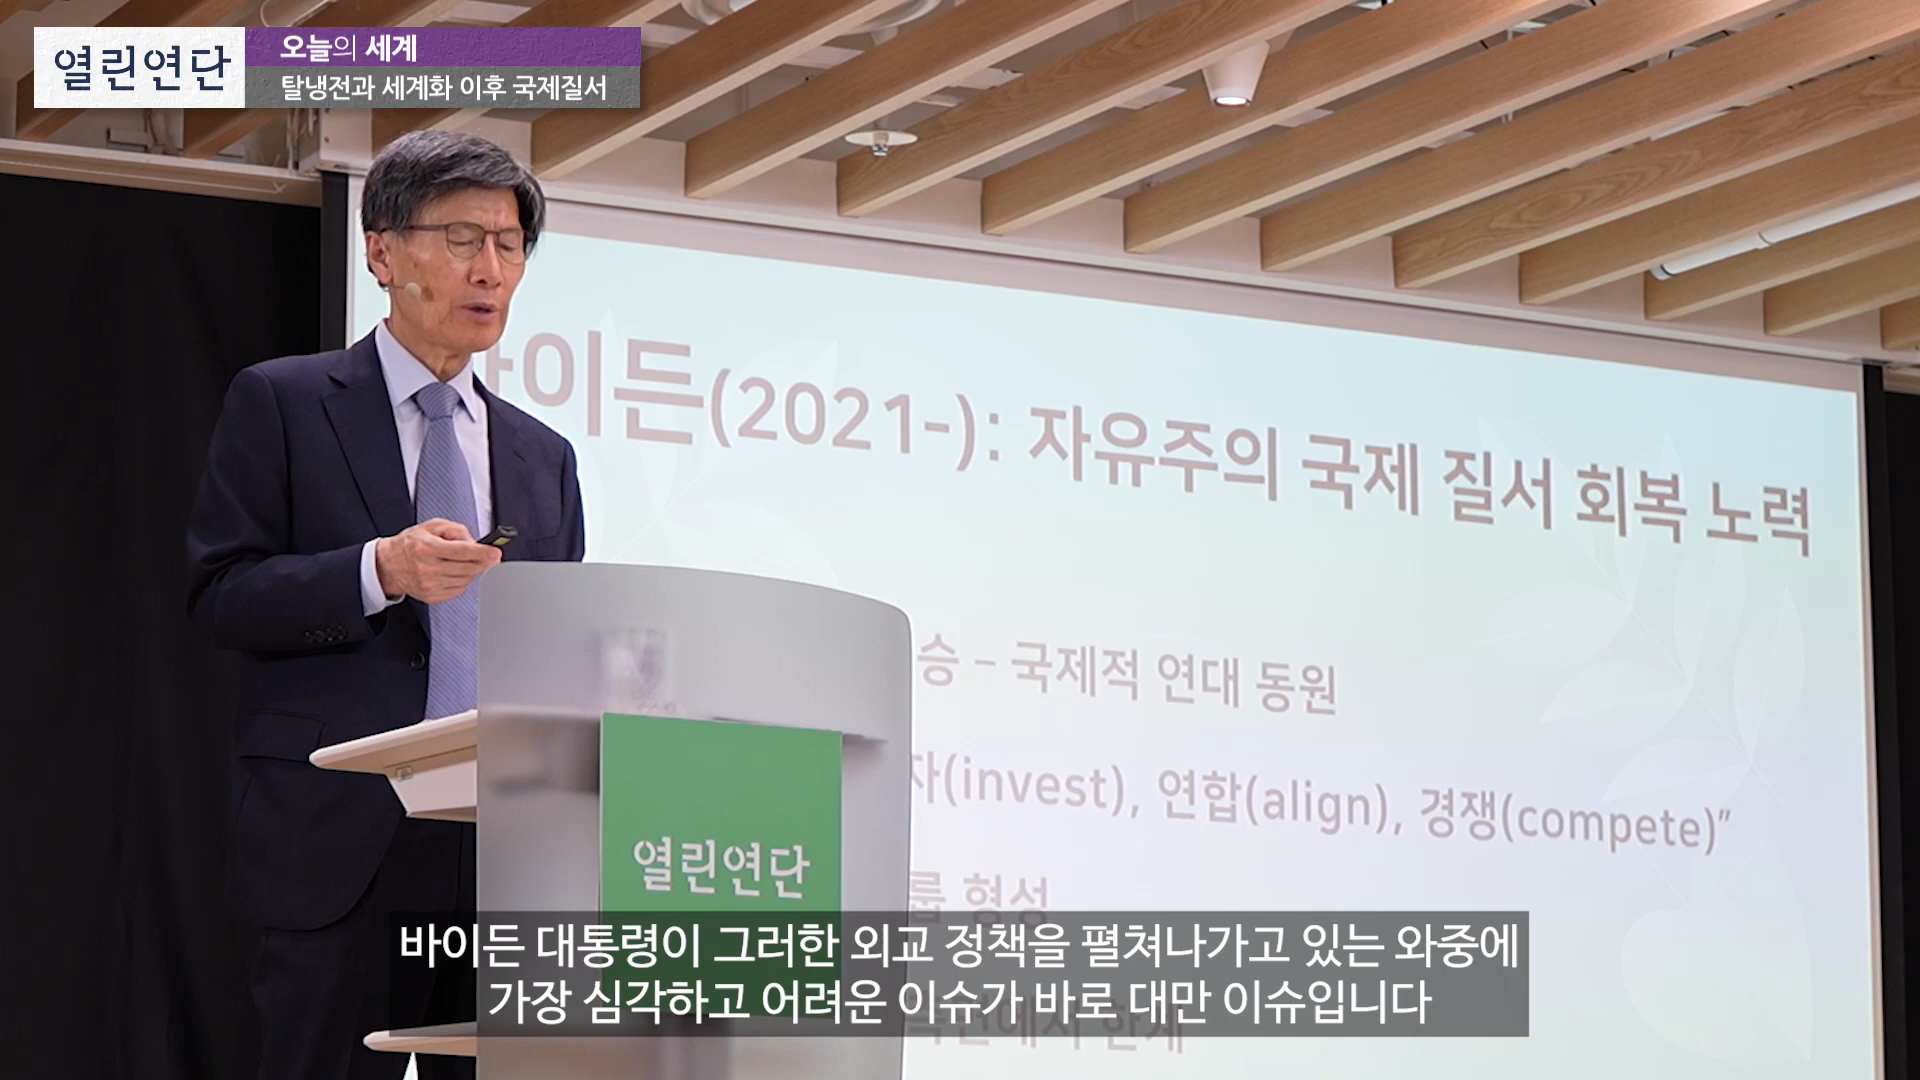 열린연단
오늘의 세계
탈냉전과 세계화 이후 국제질서
이든(2021-): 자유주의 국제 질서 회복 노력
승 – 국제적 연대 동원
자(invest), 연합(align), 경쟁(compete)”
룹 형성
열린연단
바이든 대통령이 그러한 외교 정책을 펼쳐나가고 있는 와중에
가장 심각하고 어려운 이슈가 바로 대만 이슈입니다